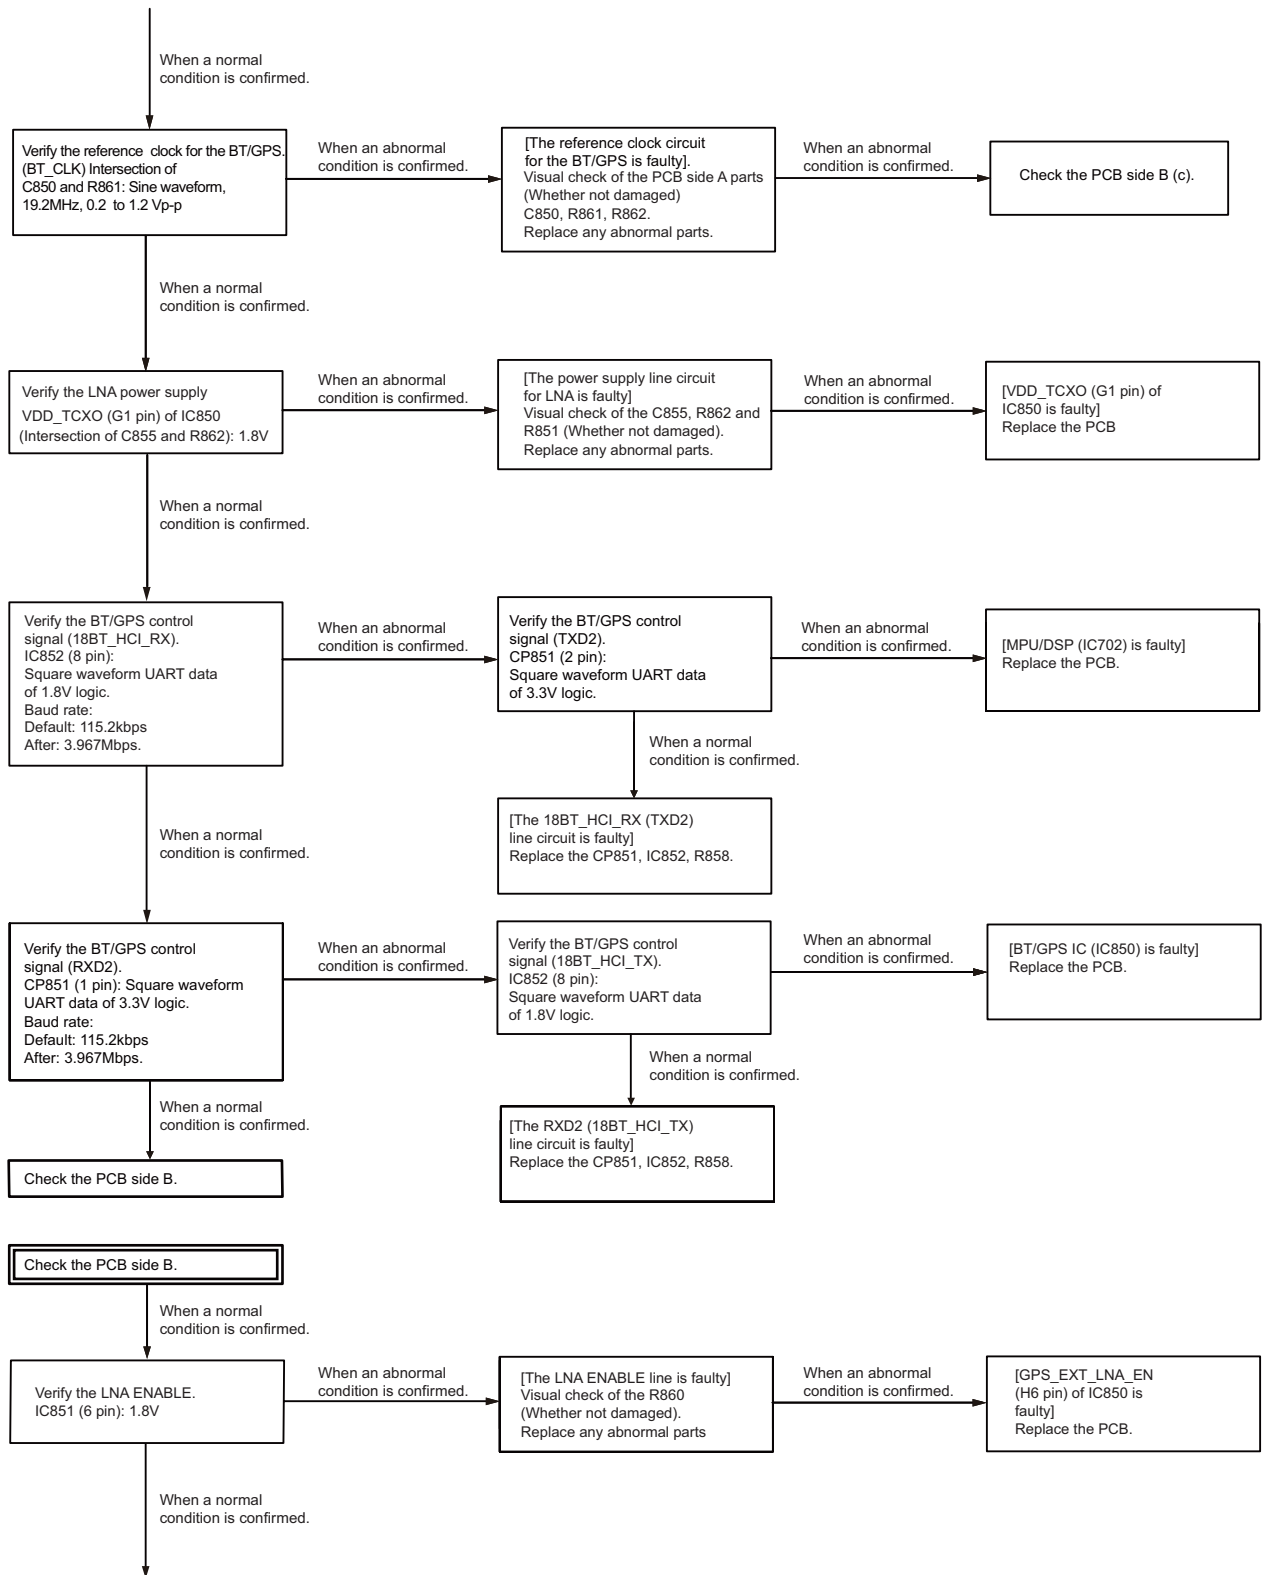 When a normal
condition is confirmed.
Verify the reference clock for the BT/GPS.
(BT_CLK) Intersection of
C850 and R861: Sine waveform,
19.2MHz, 0.2 to 1.2 Vp-p
When an abnormal
condition is confirmed.
[The reference clock circuit
for the BT/GPS is faulty].
Visual check of the PCB side A parts
(Whether not damaged)
C850, R861, R862.
Replace any abnormal parts.
When an abnormal
condition is confirmed.
Check the PCB side B (c).
When a normal
condition is confirmed.
Verify the LNA power supply
VDD_TCXO (G1 pin) of IC850
(Intersection of C855 and R862): 1.8V
When an abnormal
condition is confirmed.
[The power supply line circuit
for LNA is faulty]
Visual check of the C855, R862 and
R851 (Whether not damaged).
Replace any abnormal parts.
When an abnormal
condition is confirmed.
[VDD_TCXO (G1 pin) of
IC850 is faulty]
Replace the PCB
When a normal
condition is confirmed.
Verify the BT/GPS control
signal (18BT_HCI_RX).
IC852 (8 pin):
Square waveform UART data
of 1.8V logic.
Baud rate:
Default: 115.2kbps
After: 3.967Mbps.
When an abnormal
condition is confirmed.
Verify the BT/GPS control
signal (TXD2).
CP851 (2 pin):
Square waveform UART data
of 3.3V logic.
When an abnormal
condition is confirmed.
[MPU/DSP (IC702) is faulty]
Replace the PCB.
When a normal
condition is confirmed.
[The 18BT_HCI_RX (TXD2)
line circuit is faulty]
Replace the CP851, IC852, R858.
When a normal
condition is confirmed.
Verify the BT/GPS control
signal (RXD2).
CP851 (1 pin): Square waveform
UART data of 3.3V logic.
Baud rate:
Default: 115.2kbps
After: 3.967Mbps.
When an abnormal
condition is confirmed.
Verify the BT/GPS control
signal (18BT_HCI_TX).
IC852 (8 pin):
Square waveform UART data
of 1.8V logic.
When an abnormal
condition is confirmed.
[BT/GPS IC (IC850) is faulty]
Replace the PCB.
When a normal
condition is confirmed.
[The RXD2 (18BT_HCI_TX)
line circuit is faulty]
Replace the CP851, IC852, R858.
When a normal
condition is confirmed.
Check the PCB side B.
Check the PCB side B.
When a normal
condition is confirmed.
Verify the LNA ENABLE.
IC851 (6 pin): 1.8V
When an abnormal
condition is confirmed.
[The LNA ENABLE line is faulty]
Visual check of the R860
(Whether not damaged).
Replace any abnormal parts
When an abnormal
condition is confirmed.
[GPS_EXT_LNA_EN
(H6 pin) of IC850 is
faulty]
Replace the PCB.
When a normal
condition is confirmed.